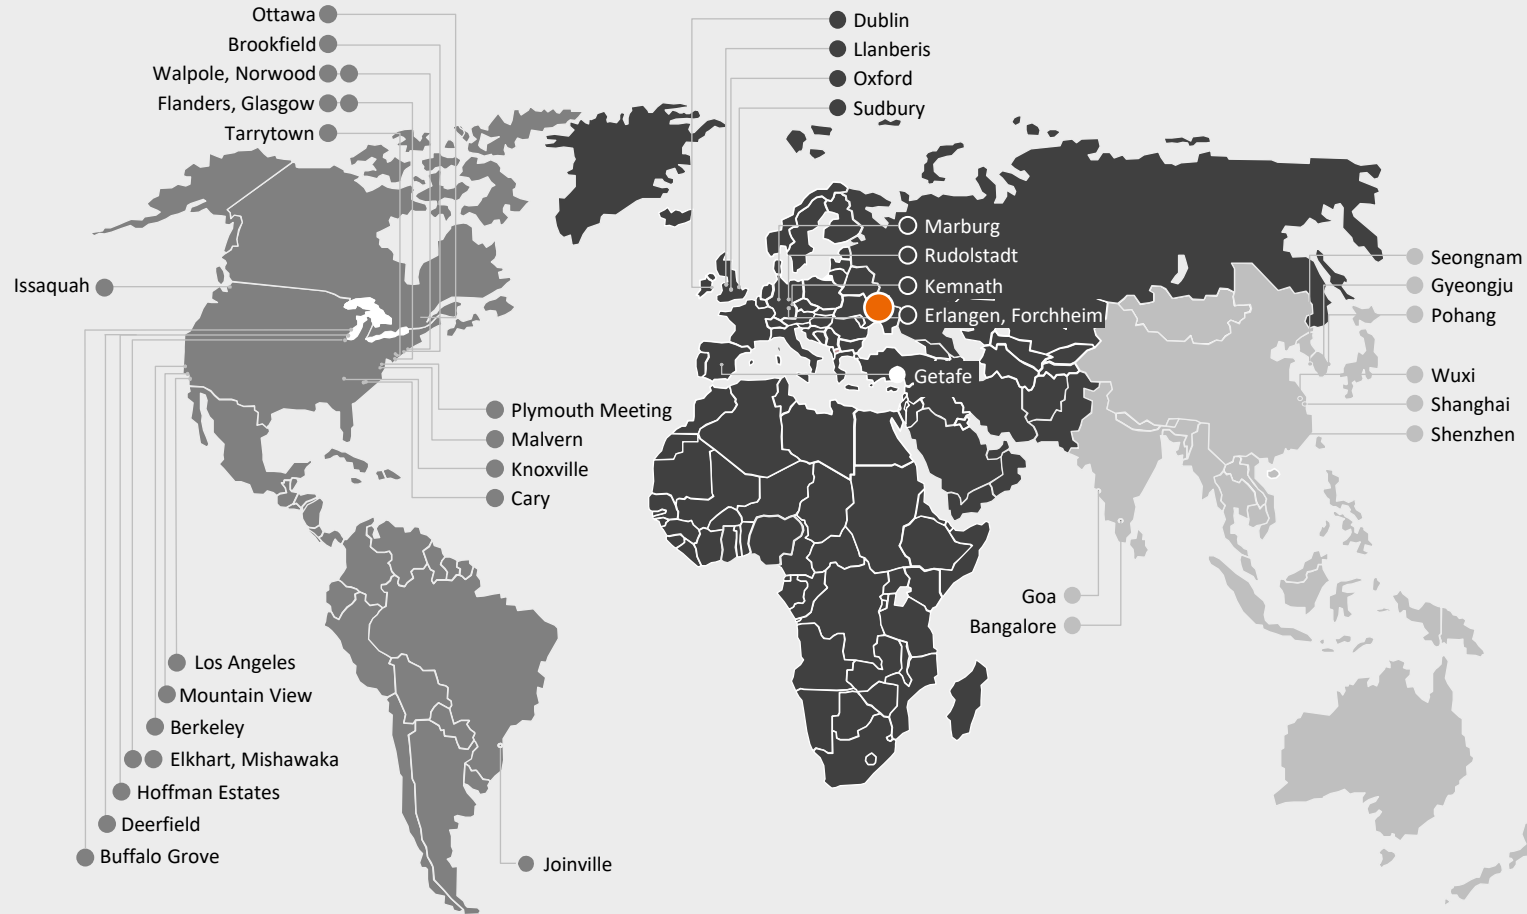 Ottawa
Brookfield
Walpole, Norwood
Flanders, Glasgow
Tarrytown
Issaquah
Dublin
Llanberis
Oxford
Sudbury
Marburg
Rudolstadt
Kemnath
Erlangen, Forchheim
Getafe
Seongnam
Gyeongju
Pohang
Wuxi
Shanghai
Shenzhen
Plymouth Meeting
Malvern
Knoxville
Cary
Goa
Bangalore
Los Angeles
Mountain View
Berkeley
Elkhart, Mishawaka
Hoffman Estates
Deerfield
Buffalo Grove
Joinville